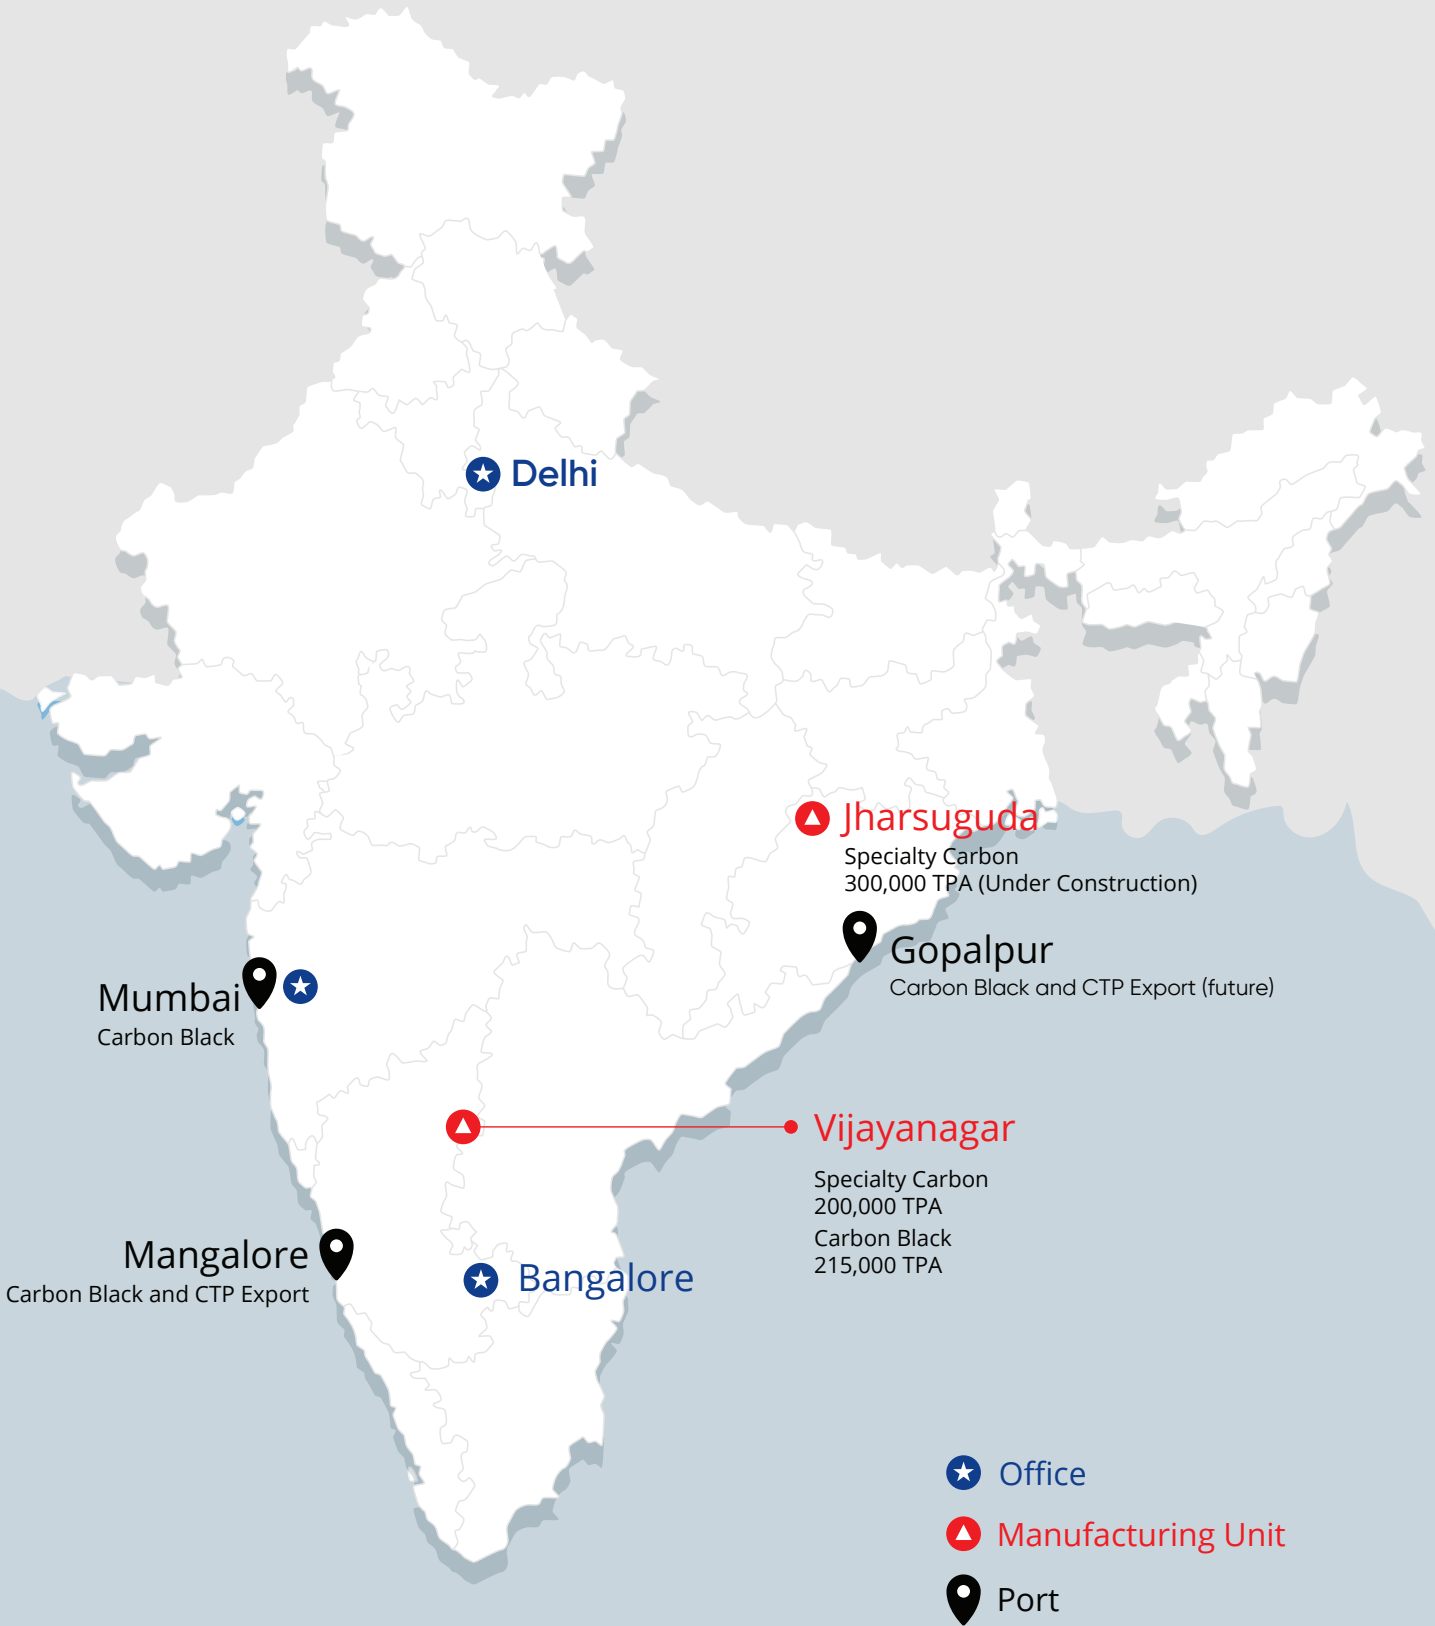 Delhi
Jharsuguda
Specialty Carbon
300,000 TPA (Under Construction)
Gopalpur
Carbon Black and CTP Export (future)
Mumbai
Carbon Black
Vijayanagar
Specialty Carbon
200,000 TPA
Carbon Black
215,000 TPA
Mangalore
Carbon Black and CTP Export
Bangalore
Office
Manufacturing Unit
Port